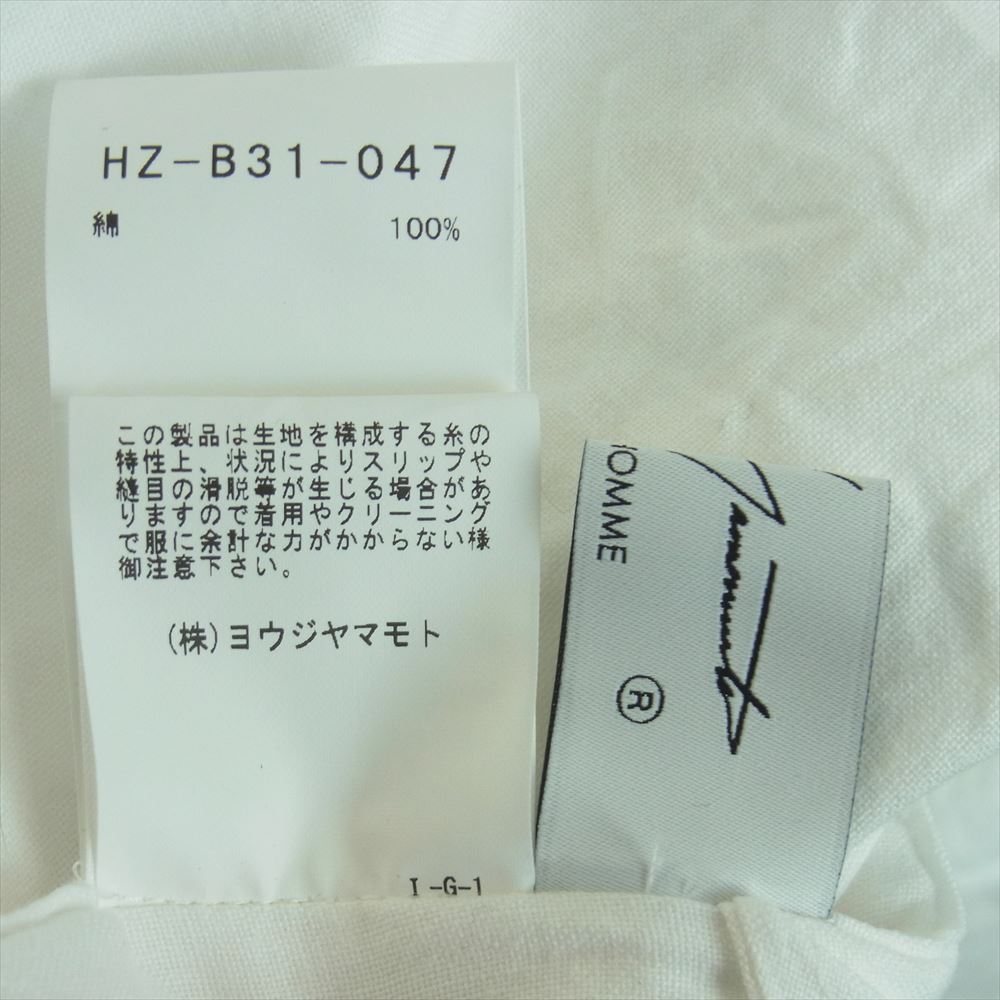 HZ-B31-047
綿 100%
この製品は生地を構成する糸の
特性上、状況によりスリップや
縫目の滑脱等が生じる場合があ
りますので着用やクリーニング
で服に余計な力がかからない様
御注意下さい。
(株)ヨウジヤマモト
I-G-1
Yamamoto
HOMME
®